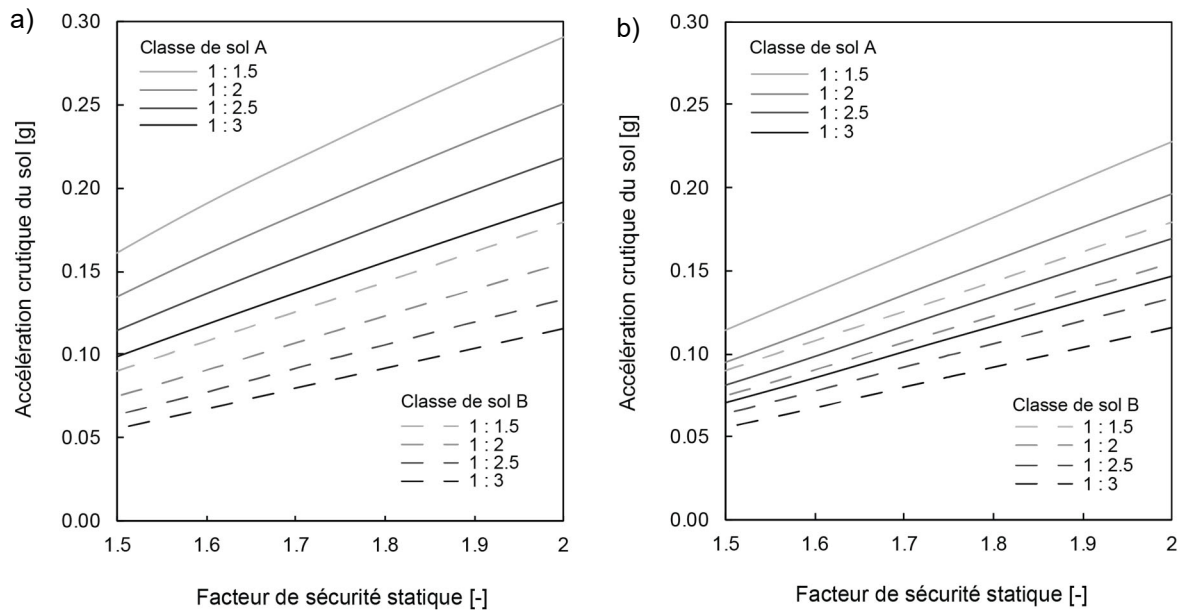 a)
Accélération crutique du sol [g]
0.30
0.25
0.20
0.15
0.10
0.05
0.00
Classe de sol A
1 : 1.5
1 : 2
1 : 2.5
1 : 3
Classe de sol B
1 : 1.5
1 : 2
1 : 2.5
1 : 3
1.5 1.6 1.7 1.8 1.9 2
Facteur de sécurité statique [-]
b)
Accélération crutique du sol [g]
0.30
0.25
0.20
0.15
0.10
0.05
0.00
Classe de sol A
1 : 1.5
1 : 2
1 : 2.5
1 : 3
Classe de sol B
1 : 1.5
1 : 2
1 : 2.5
1 : 3
1.5 1.6 1.7 1.8 1.9 2
Facteur de sécurité statique [-]